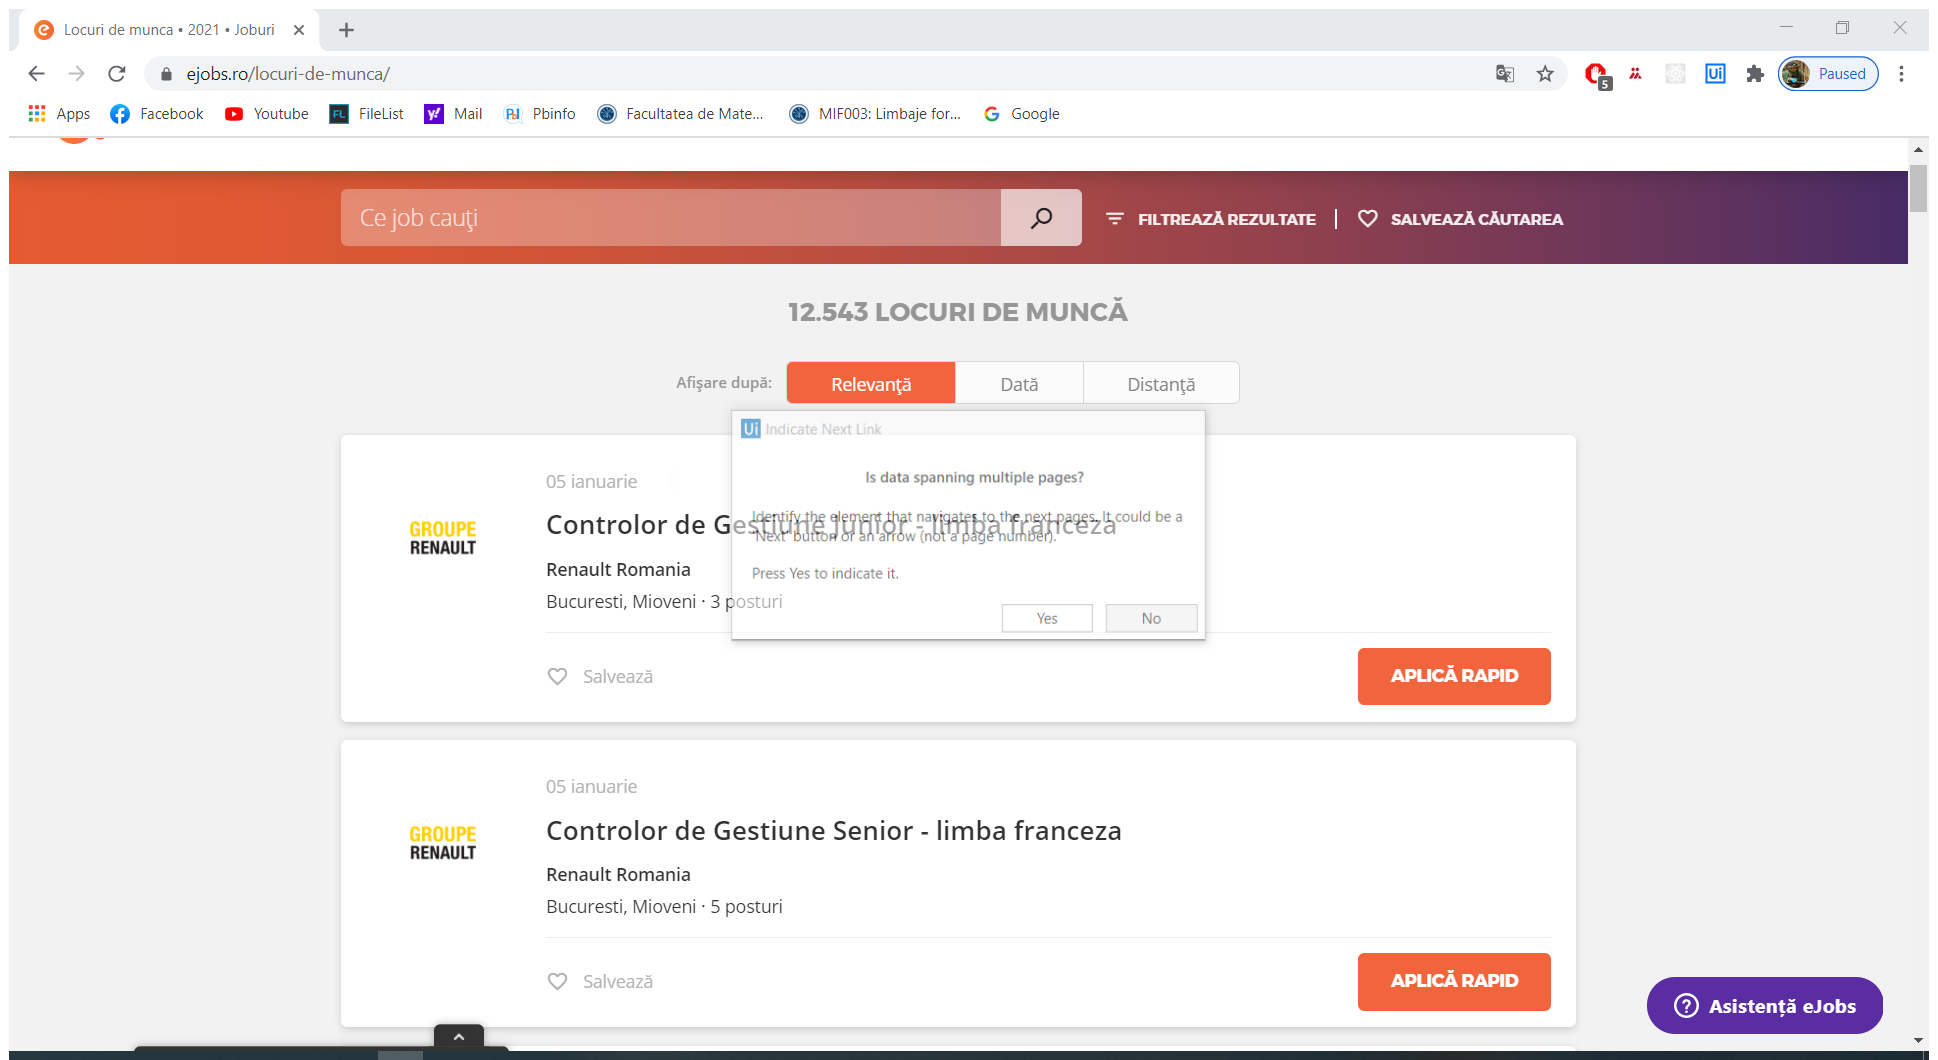 Locuri de munca • 2021 • Joburi
ejobs.ro/locuri-de-munca/
5
Ui
Paused
Apps
Facebook
Youtube
FL
FileList
Mail
Pbinfo
Facultatea de Mate...
MIF003: Limbaje for...
Google
Ce job cauți
FILTREAZĂ REZULTATE
SALVEAZĂ CĂUTAREA
12.543 LOCURI DE MUNCĂ
Afişare după:
Relevanţă
Dată
Distanţă
Ui Indicate Next Link
Is data spanning multiple pages?
Identify the element that navigates to the next pages. It could be a
'Next' button or an arrow (not a page number).
Press Yes to indicate it.
Yes
No
05 ianuarie
GROUPE
RENAULT
Controlor de Gestiune Junior - limba franceza
Renault Romania
Bucuresti, Mioveni · 3 posturi
Salvează
APLICĂ RAPID
05 ianuarie
GROUPE
RENAULT
Controlor de Gestiune Senior - limba franceza
Renault Romania
Bucuresti, Mioveni · 5 posturi
Salvează
APLICĂ RAPID
Asistență eJobs